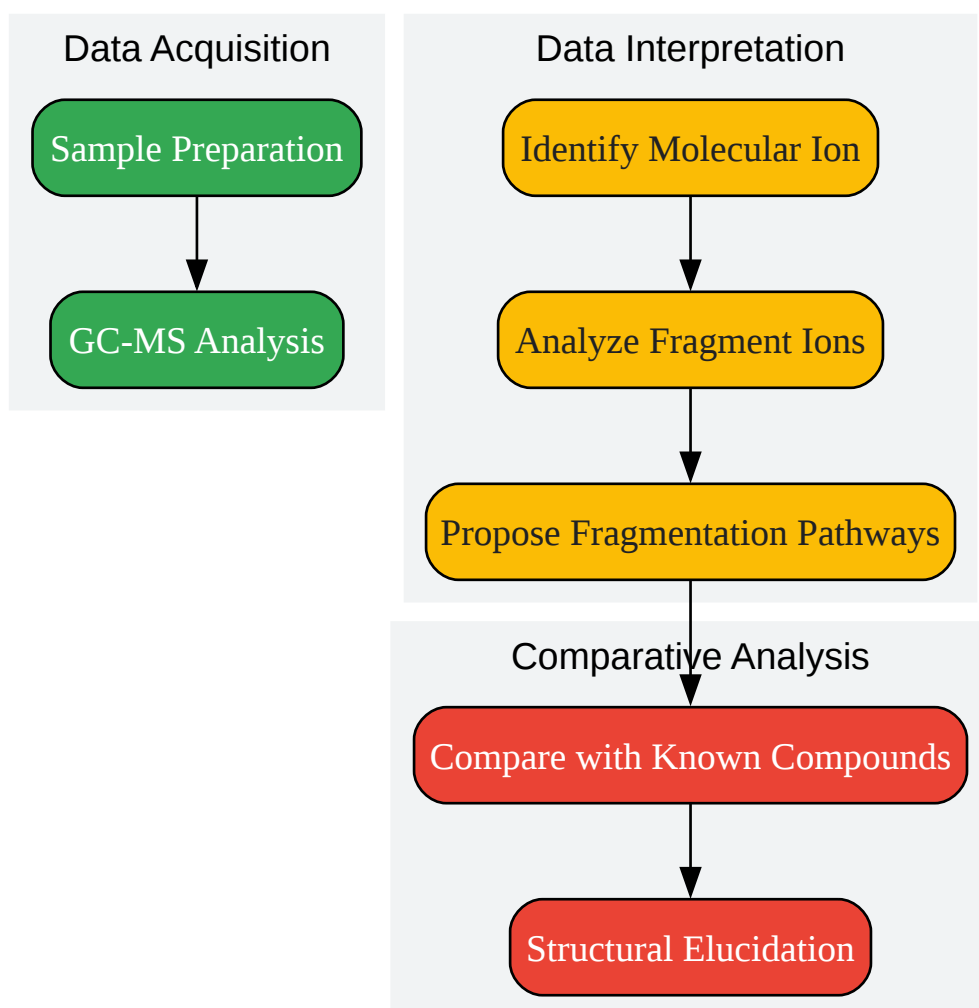 Data Acquisition
Sample Preparation
GC-MS Analysis
Data Interpretation
Identify Molecular Ion
Analyze Fragment Ions
Propose Fragmentation Pathways
Comparative Analysis
Compare with Known Compounds
Structural Elucidation